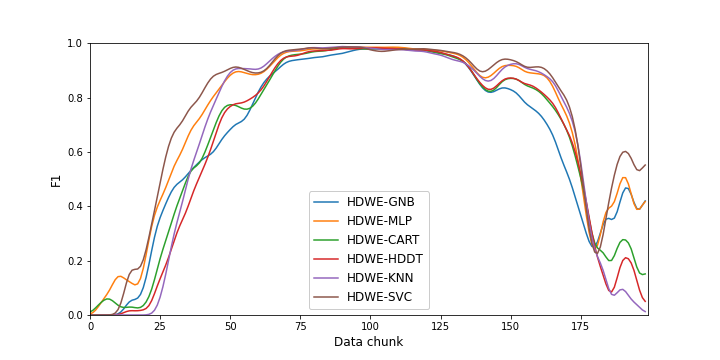 1.0
0.8
0.6
0.4
0.2
0.0
F1
0
25
50
75
100
125
150
175
Data chunk
HDWE-GNB
HDWE-MLP
HDWE-CART
HDWE-HDDT
HDWE-KNN
HDWE-SVC